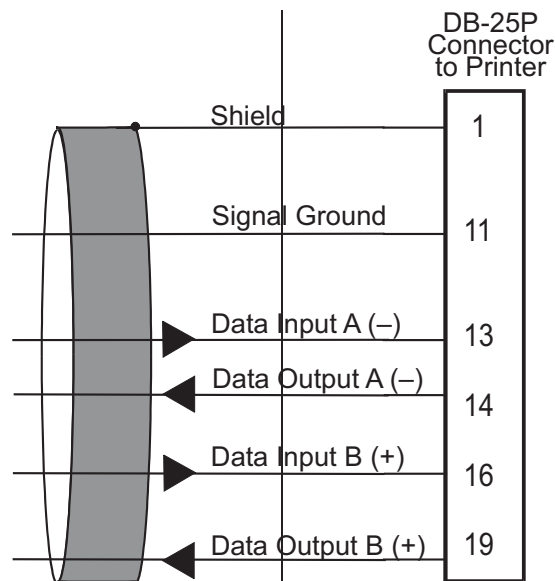 DB-25P
Connector
to Printer
Shield 1
Signal Ground 11
Data Input A (–) 13
Data Output A (–) 14
Data Input B (+) 16
Data Output B (+) 19